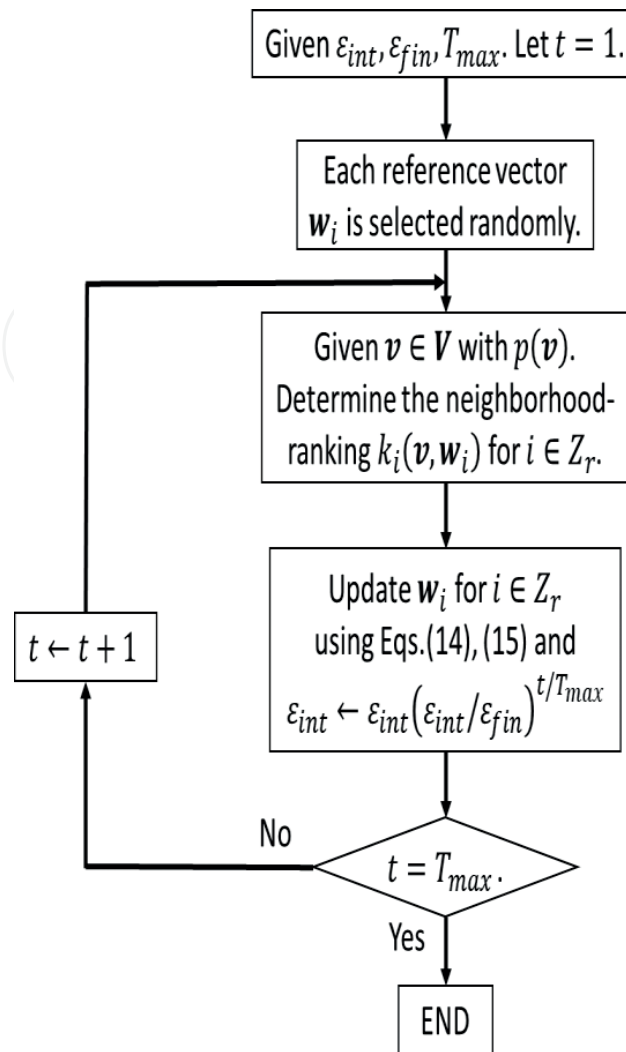 Given ε_int, ε_fin, T_max. Let t = 1.
Each reference vector
w_i is selected randomly.
Given v ∈ V with p(v).
Determine the neighborhood-
ranking k_i(v, w_i) for i ∈ Z_r.
Update w_i for i ∈ Z_r
using Eqs.(14), (15) and
ε_int ← ε_int(ε_int/ε_fin)^{t/T_max}
t ← t + 1
No
t = T_max.
Yes
END